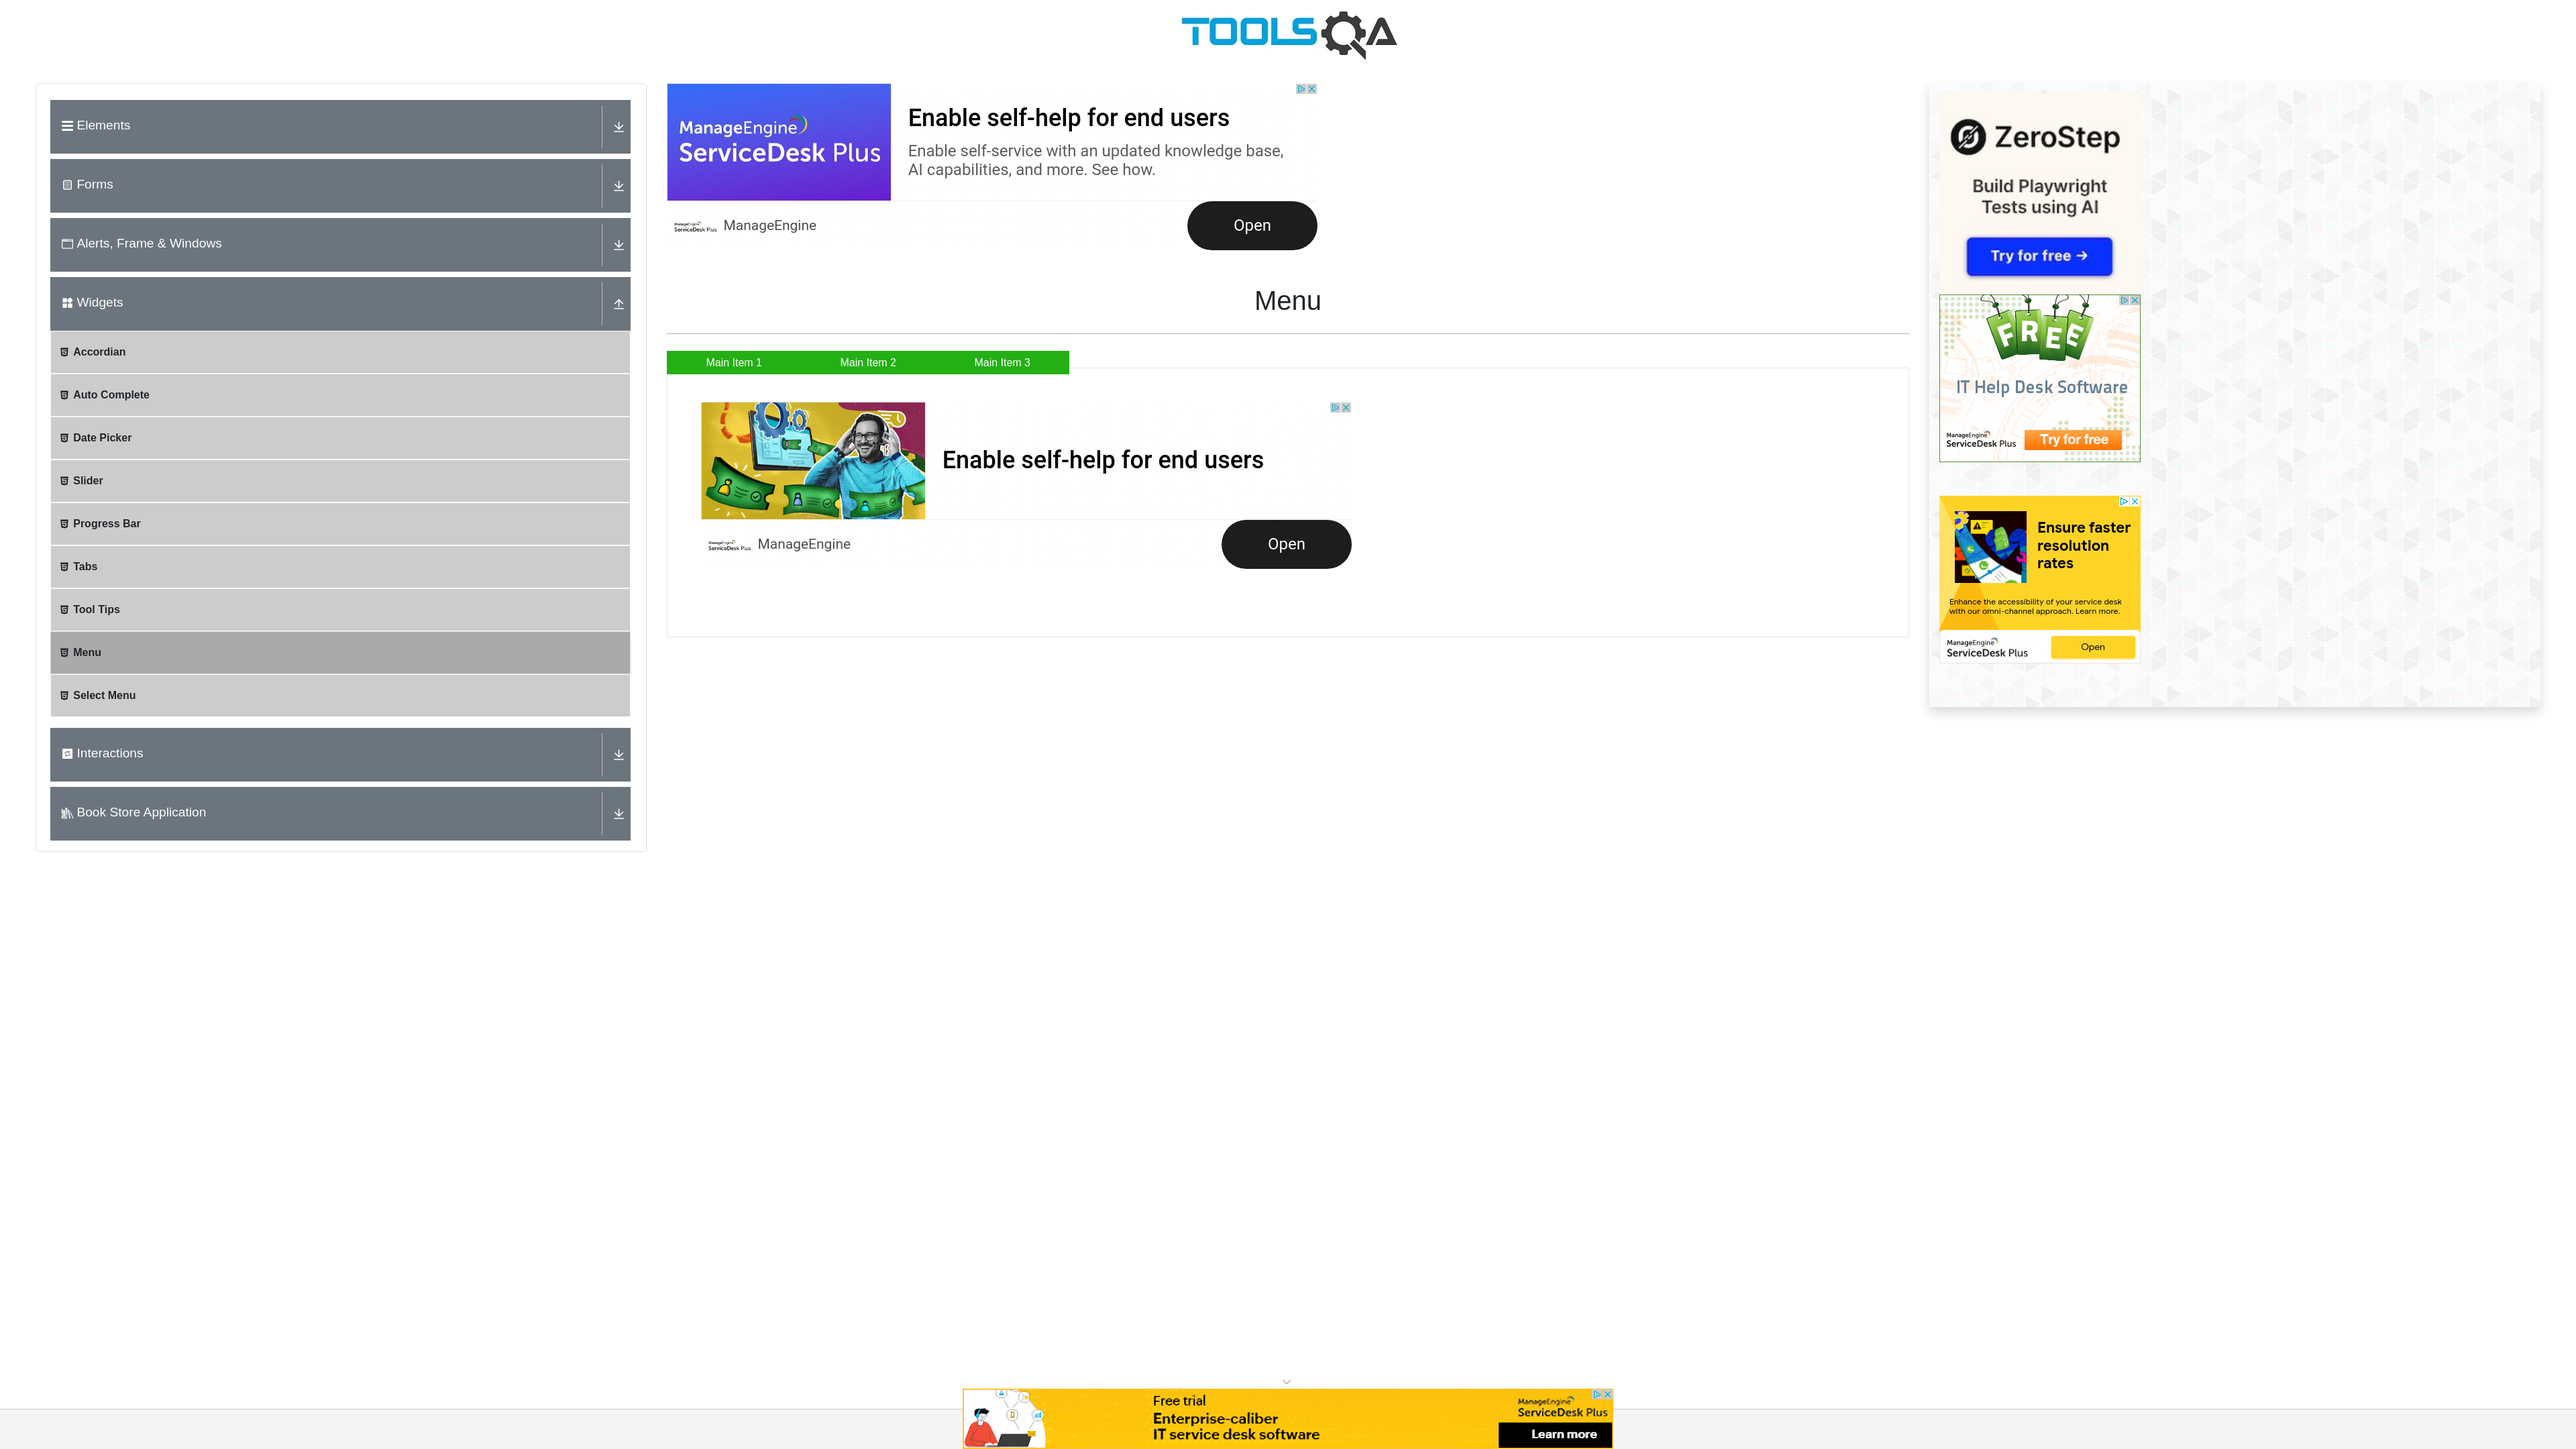 TOOLSQA
Elements
Forms
Alerts, Frame & Windows
Widgets
Accordian
Auto Complete
Date Picker
Slider
Progress Bar
Tabs
Tool Tips
Menu
Select Menu
Interactions
Book Store Application
ManageEngine
ServiceDesk Plus
Enable self-help for end users
Enable self-service with an updated knowledge base,
AI capabilities, and more. See how.
ManageEngine
ServiceDesk Plus
ManageEngine
Open
Menu
Main Item 1
Main Item 2
Main Item 3
Enable self-help for end users
ManageEngine
ServiceDesk Plus
ManageEngine
Open
ZeroStep
Build Playwright
Tests using AI
Try for free →
FREE
IT Help Desk Software
ManageEngine
ServiceDesk Plus
Try for free
Ensure faster
resolution
rates
Enhance the accessibility of your service desk
with our omni-channel approach. Learn more.
ManageEngine
ServiceDesk Plus
Open
Free trial
Enterprise-caliber
IT service desk software
ManageEngine
ServiceDesk Plus
Learn more